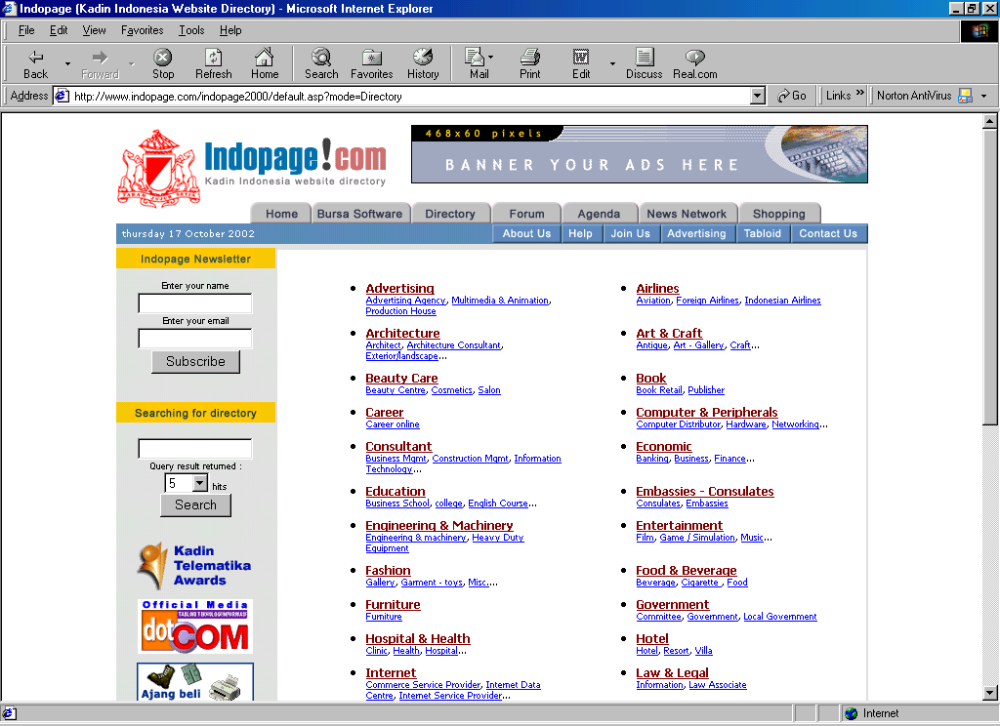 Indopage (Kadin Indonesia Website Directory) - Microsoft Internet Explorer
File Edit View Favorites Tools Help
Back Forward Stop Refresh Home Search Favorites History Mail Print Edit Discuss Real.com
Address http://www.indopage.com/indopage2000/default.asp?mode=Directory Go Links » Norton AntiVirus
468x60 pixels
BANNER YOUR ADS HERE
Indopage!com
Kadin Indonesia website directory
Home Bursa Software Directory Forum Agenda News Network Shopping
thursday 17 October 2002 About Us Help Join Us Advertising Tabloid Contact Us
Indopage Newsletter
Enter your name
Enter your email
Subscribe
Searching for directory
Query result returned :
5 hits
Search
Kadin
Telematika
Awards
Official Media
dotCOM
Ajang beli
Advertising
Advertising Agency, Multimedia & Animation,
Production House
Architecture
Architect, Architecture Consultant,
Exterior/landscape...
Beauty Care
Beauty Centre, Cosmetics, Salon
Career
Career online
Consultant
Business Mgmt, Construction Mgmt, Information
Technology...
Education
Business School, college, English Course...
Engineering & Machinery
Engineering & machinery, Heavy Duty
Equipment
Fashion
Gallery, Garment - toys, Misc....
Furniture
Furniture
Hospital & Health
Clinic, Health, Hospital...
Internet
Commerce Service Provider, Internet Data
Centre, Internet Service Provider...
Airlines
Aviation, Foreign Airlines, Indonesian Airlines
Art & Craft
Antique, Art - Gallery, Craft...
Book
Book Retail, Publisher
Computer & Peripherals
Computer Distributor, Hardware, Networking...
Economic
Banking, Business, Finance...
Embassies - Consulates
Consulates, Embassies
Entertainment
Film, Game / Simulation, Music...
Food & Beverage
Beverage, Cigarette , Food
Government
Committee, Government, Local Government
Hotel
Hotel, Resort, Villa
Law & Legal
Information, Law Associate
Internet